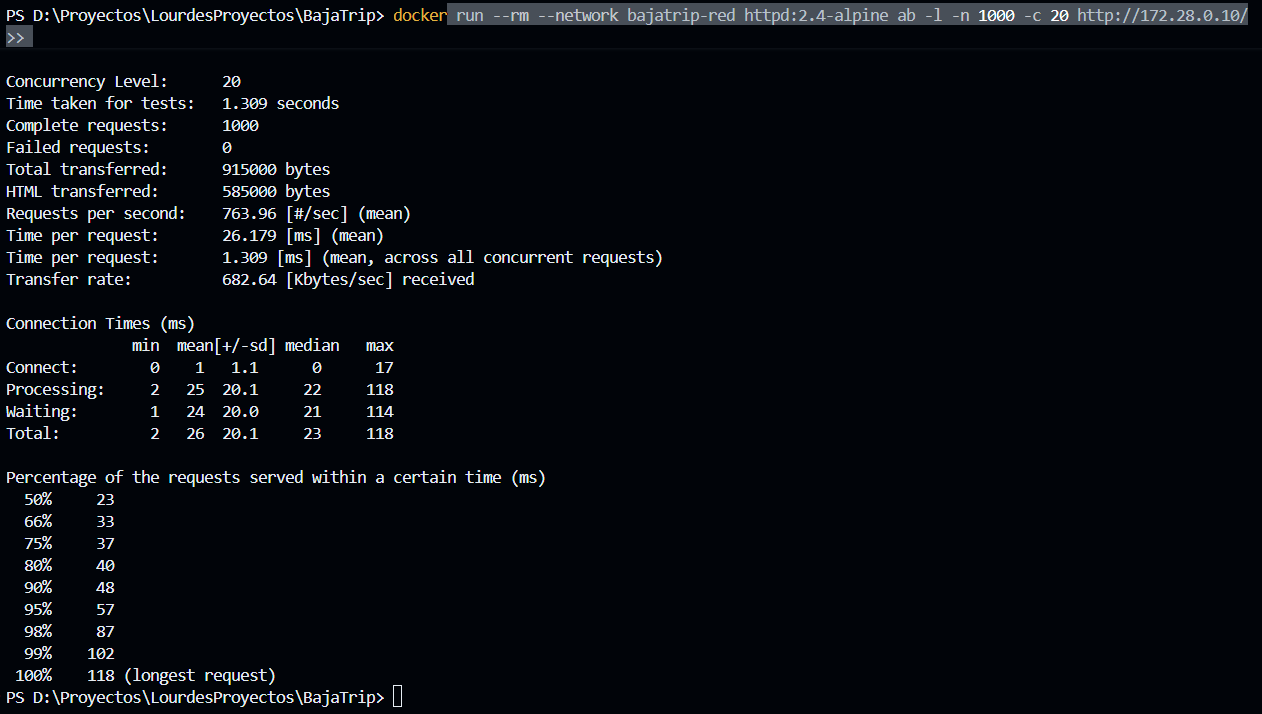 PS D:\Proyectos\LourdesProyectos\BajaTrip> docker run --rm --network bajatrip-red httpd:2.4-alpine ab -l -n 1000 -c 20 http://172.28.0.10/
>>
Concurrency Level:      20
Time taken for tests:   1.309 seconds
Complete requests:      1000
Failed requests:        0
Total transferred:      915000 bytes
HTML transferred:       585000 bytes
Requests per second:    763.96 [#/sec] (mean)
Time per request:       26.179 [ms] (mean)
Time per request:       1.309 [ms] (mean, across all concurrent requests)
Transfer rate:          682.64 [Kbytes/sec] received
Connection Times (ms)
              min  mean[+/-sd] median   max
Connect:        0    1   1.1      0      17
Processing:     2   25  20.1     22     118
Waiting:        1   24  20.0     21     114
Total:          2   26  20.1     23     118
Percentage of the requests served within a certain time (ms)
  50%     23
  66%     33
  75%     37
  80%     40
  90%     48
  95%     57
  98%     87
  99%    102
 100%    118 (longest request)
PS D:\Proyectos\LourdesProyectos\BajaTrip>